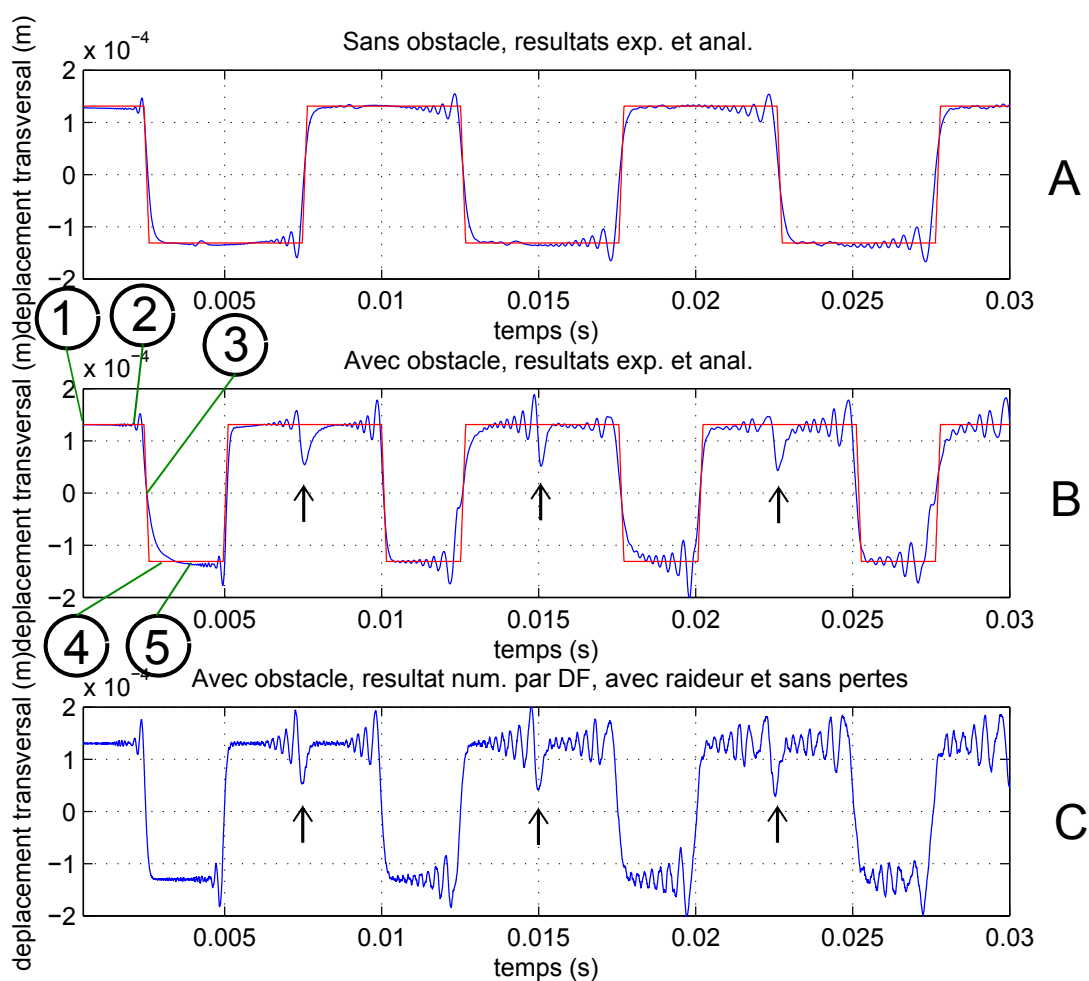 Sans obstacle, resultats exp. et anal.
x 10⁻⁴
deplacement transversal (m)
2
1
0
−1
−2
0.005 0.01 0.015 0.02 0.025 0.03
temps (s)
A
1 2 3
Avec obstacle, resultats exp. et anal.
x 10⁻⁴
deplacement transversal (m)
2
1
0
−1
−2
0.005 0.01 0.015 0.02 0.025 0.03
temps (s)
B
4 5
Avec obstacle, resultat num. par DF, avec raideur et sans pertes
x 10⁻⁴
deplacement transversal (m)
2
1
0
−1
−2
0.005 0.01 0.015 0.02 0.025 0.03
temps (s)
C